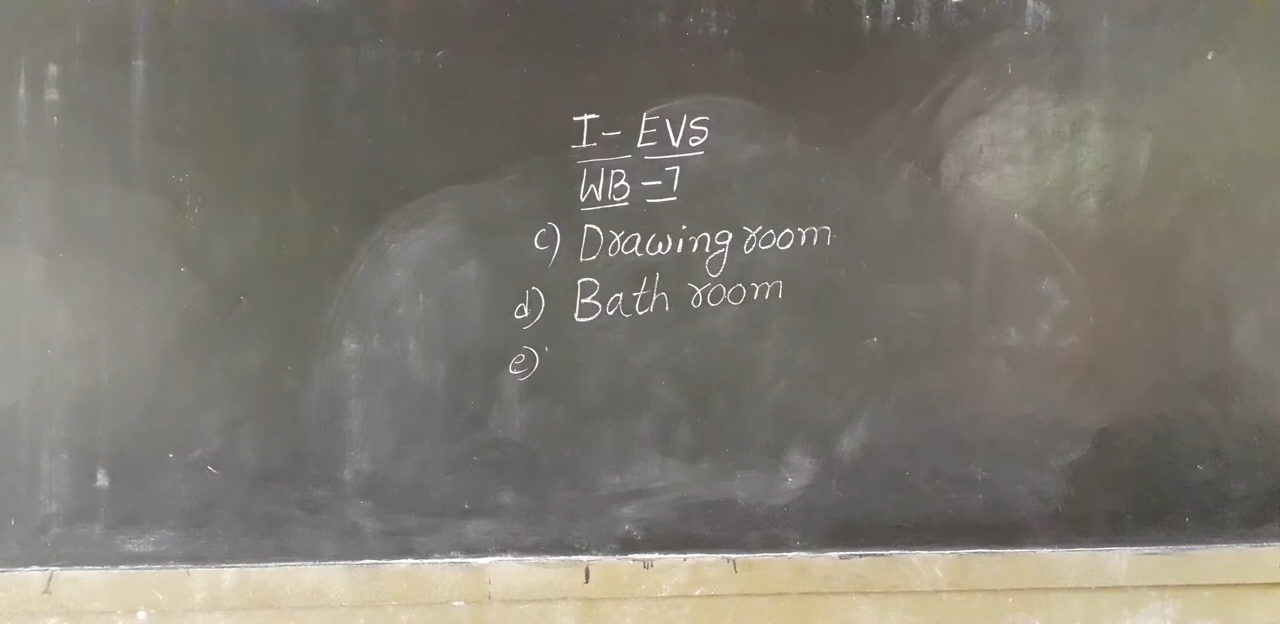 I- EVS
WB-7
c) Drawing room
d) Bath room
e)